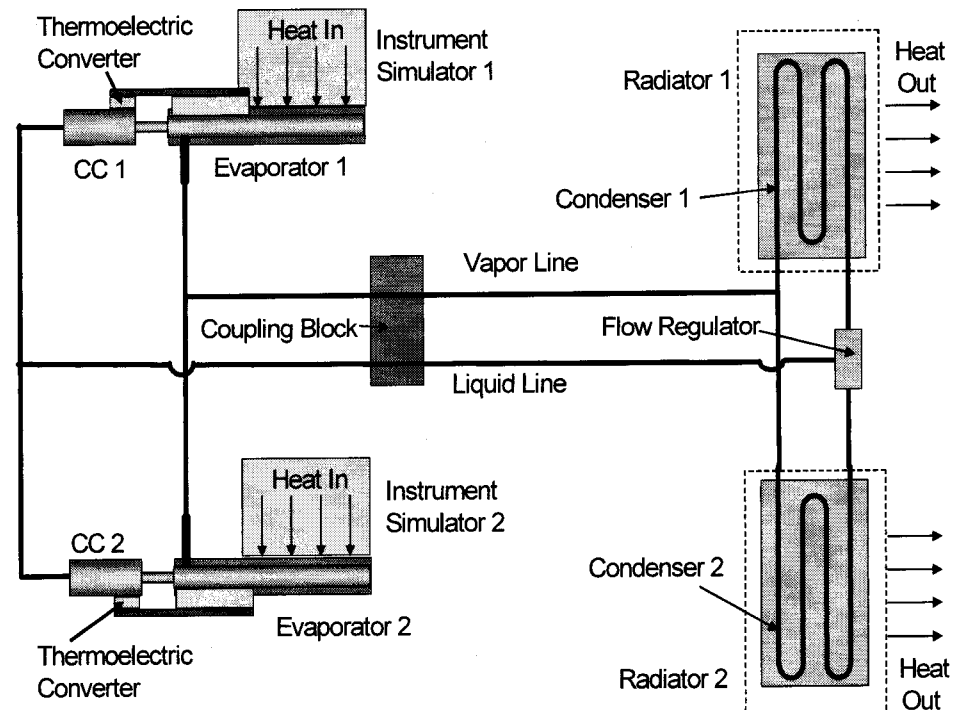 Thermoelectric
Converter
Heat In
Instrument
Simulator 1
CC 1
Evaporator 1
Radiator 1
Heat
Out
Condenser 1
Vapor Line
Coupling Block
Flow Regulator
Liquid Line
Heat In
Instrument
Simulator 2
CC 2
Evaporator 2
Thermoelectric
Converter
Condenser 2
Radiator 2
Heat
Out